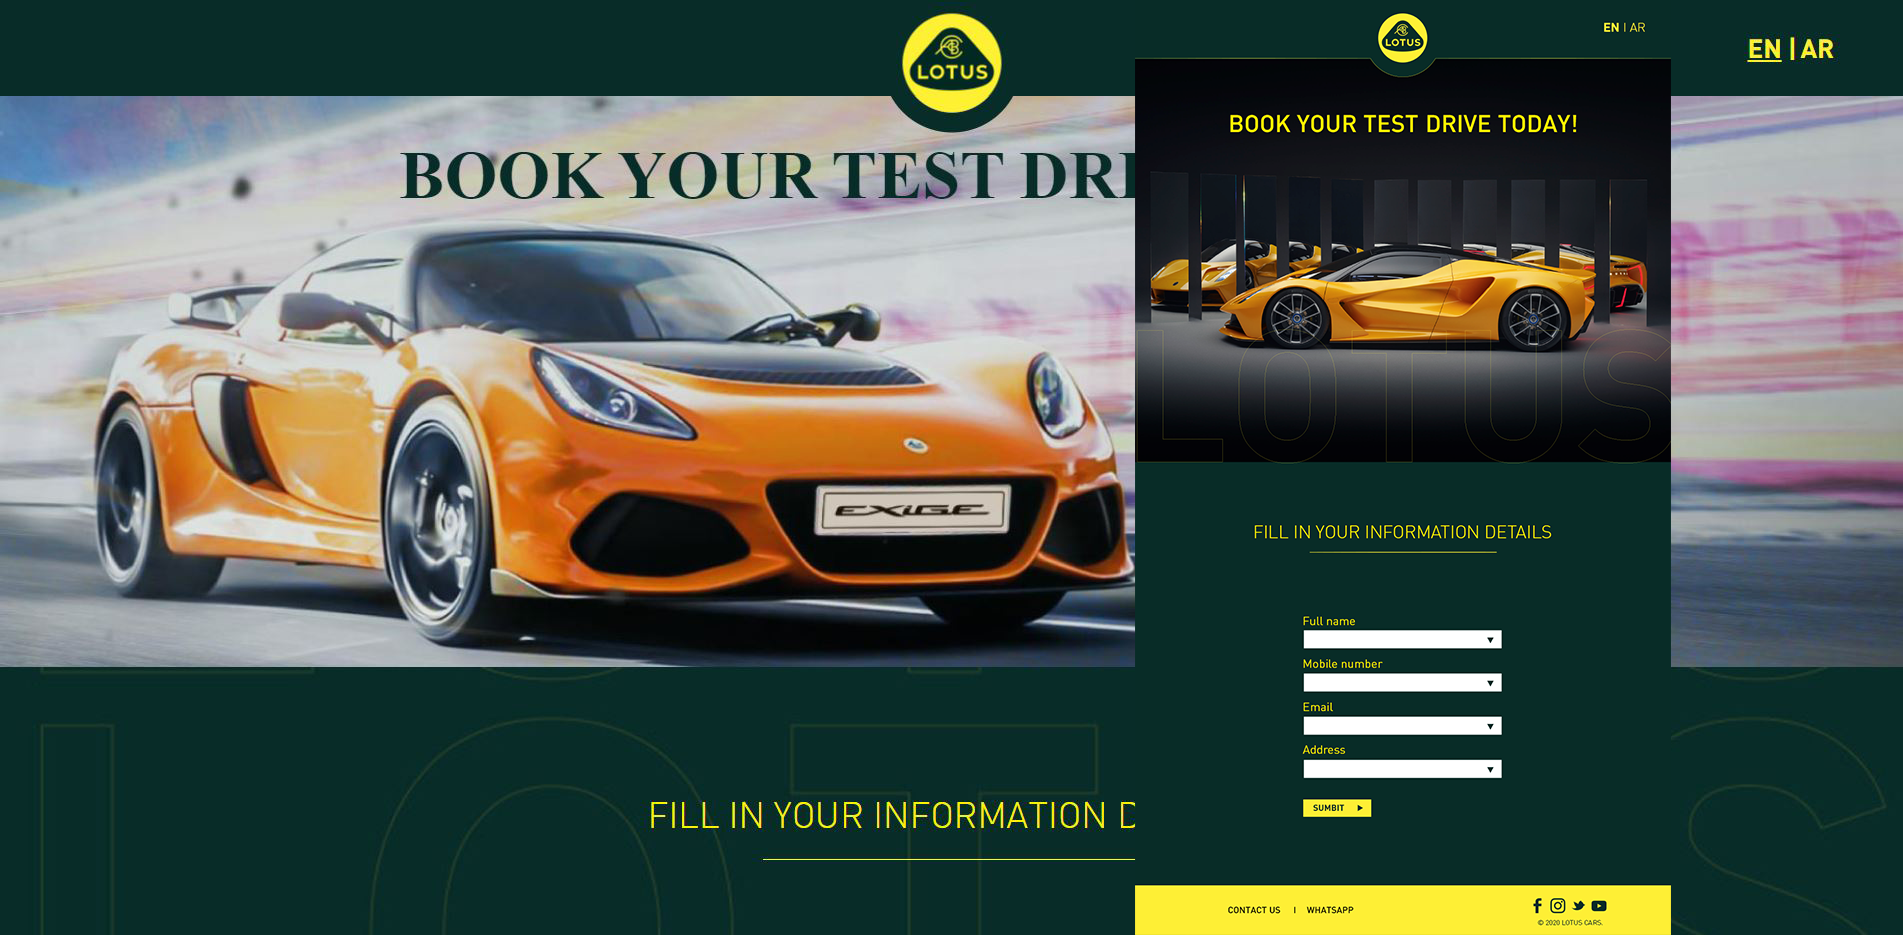 LOTUS
EN | AR
BOOK YOUR TEST DRI
EXIGE
FILL IN YOUR INFORMATION D
LOT S
LOTUS
EN | AR
BOOK YOUR TEST DRIVE TODAY!
LOTUS
FILL IN YOUR INFORMATION DETAILS
Full name
Mobile number
Email
Address
SUMBIT
CONTACT US | WHATSAPP
© 2020 LOTUS CARS.